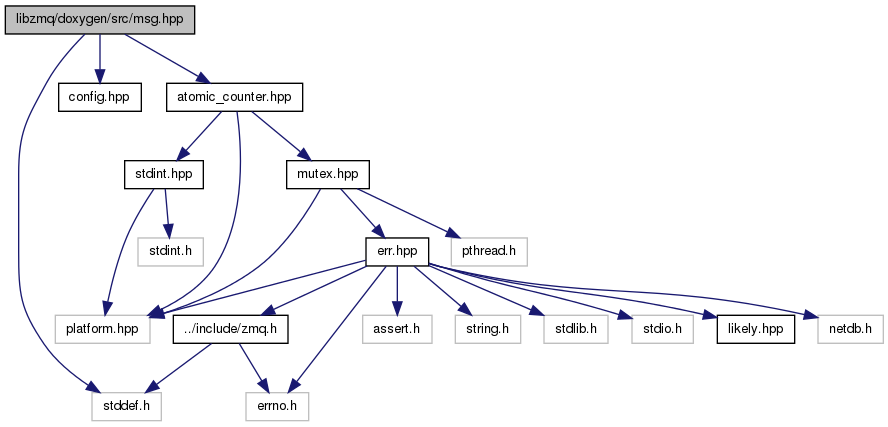 libzmq/doxygen/src/msg.hpp
config.hpp
atomic_counter.hpp
stdint.hpp
mutex.hpp
stdint.h
err.hpp
pthread.h
platform.hpp
../include/zmq.h
assert.h
string.h
stdlib.h
stdio.h
likely.hpp
netdb.h
stddef.h
errno.h